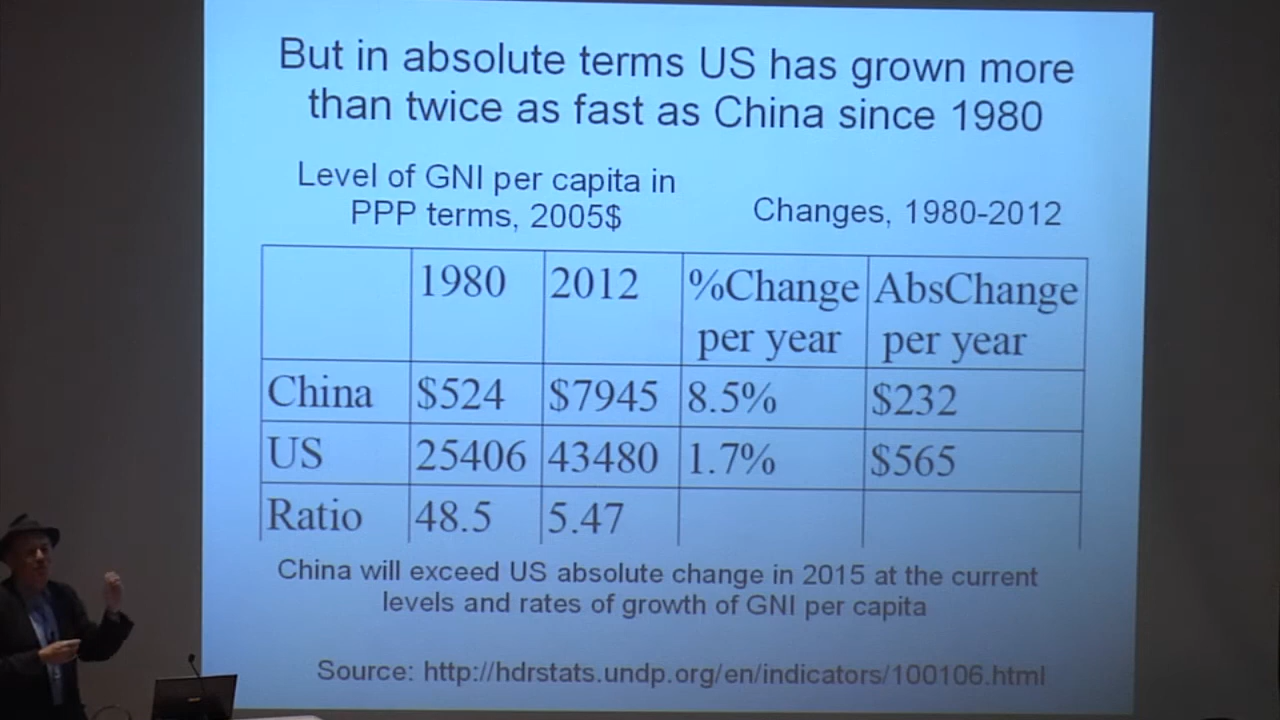 But in absolute terms US has grown more
than twice as fast as China since 1980
Level of GNI per capita in
PPP terms, 2005$
Changes, 1980-2012
1980 2012 %Change per year AbsChange per year
China $524 $7945 8.5% $232
US 25406 43480 1.7% $565
Ratio 48.5 5.47
China will exceed US absolute change in 2015 at the current
levels and rates of growth of GNI per capita
Source: http://hdrstats.undp.org/en/indicators/100106.html